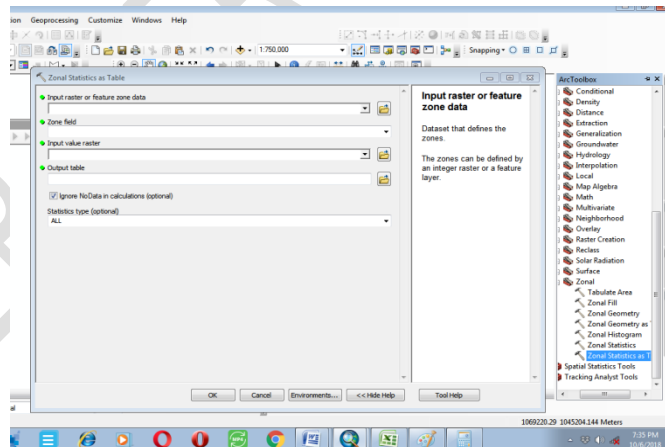 Geoprocessing Customize Windows Help
1:750,000
Snapping
Zonal Statistics as Table
Input raster or feature zone data
Zone field
Input value raster
Output table
Ignore NoData in calculations (optional)
Statistics type (optional)
ALL
Input raster or feature
zone data
Dataset that defines the
zones.
The zones can be defined by
an integer raster or a feature
layer.
OK
Cancel
Environments...
<< Hide Help
Tool Help
ArcToolbox
Conditional
Density
Distance
Extraction
Generalization
Groundwater
Hydrology
Interpolation
Local
Map Algebra
Math
Multivariate
Neighborhood
Overlay
Raster Creation
Reclass
Solar Radiation
Surface
Zonal
Tabulate Area
Zonal Fill
Zonal Geometry
Zonal Geometry as
Zonal Histogram
Zonal Statistics
Zonal Statistics as T
Spatial Statistics Tools
Tracking Analyst Tools
1069220.29 1045204.144 Meters
7:35 PM